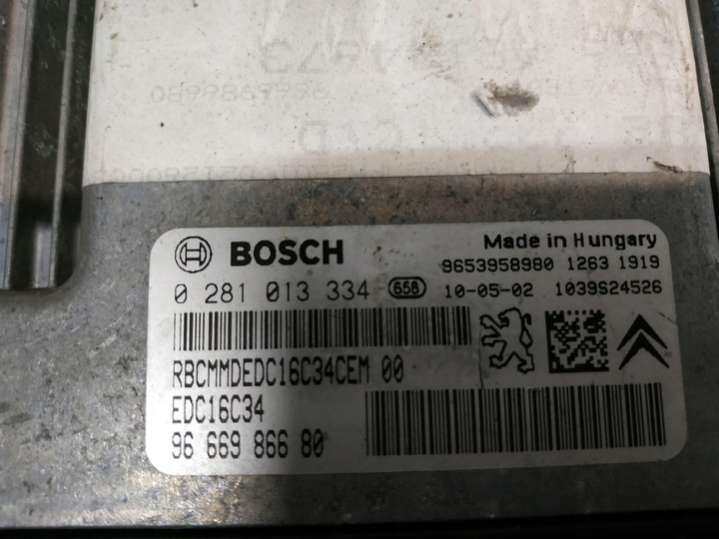 BOSCH
Made in Hungary
9653958980 1263 1919
0 281 013 334 658 10-05-02 1039S24526
RBCMMDEDC16C34CEM 00
EDC16C34
96 669 866 80